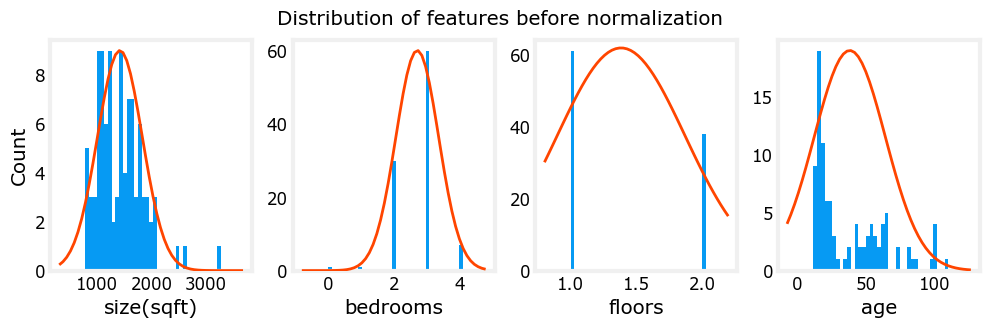 Distribution of features before normalization
Count
8
6
4
2
0
1000 2000 3000
size(sqft)
60
40
20
0
0 2 4
bedrooms
60
40
20
0
1.0 2.0
floors
15
10
5
0
0 50 100
age